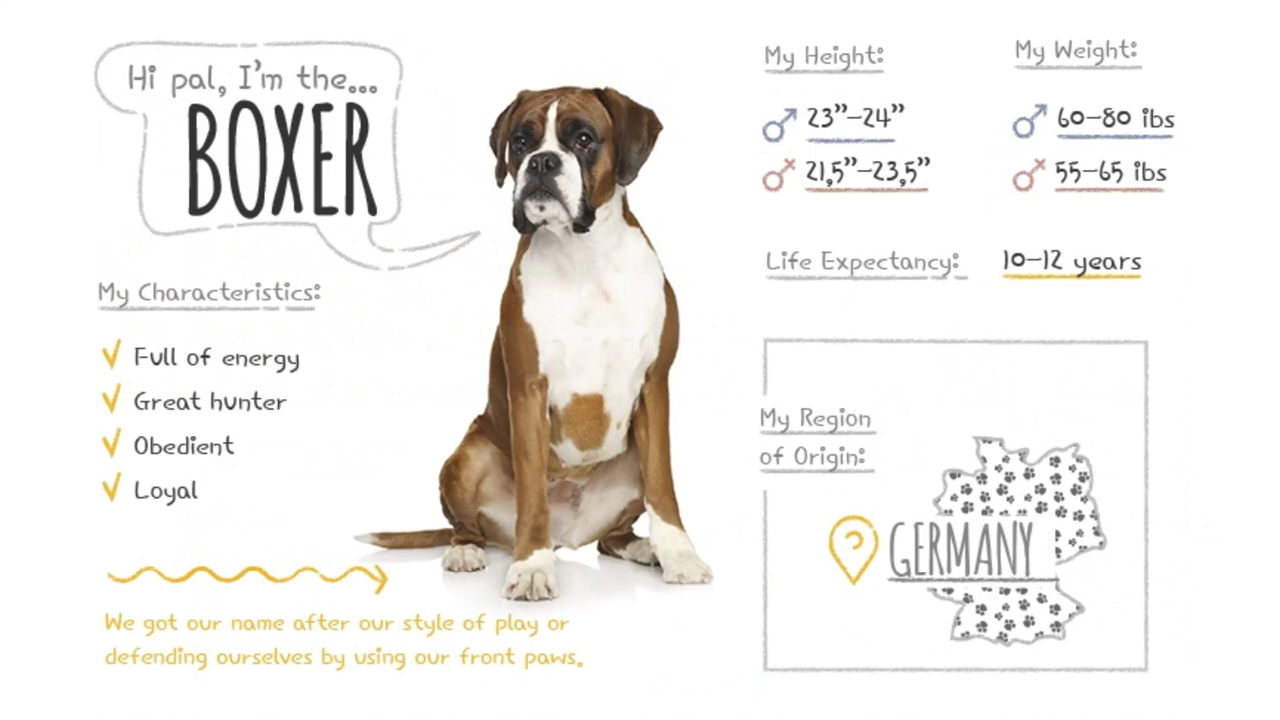 Hi pal, I'm the...
BOXER
My Characteristics:
Full of energy
Great hunter
Obedient
Loyal
We got our name after our style of play or
defending ourselves by using our front paws.
My Height:
23”–24”
21,5”–23,5”
My Weight:
60–80 ibs
55–65 ibs
Life Expectancy: 10–12 years
My Region
of Origin:
GERMANY